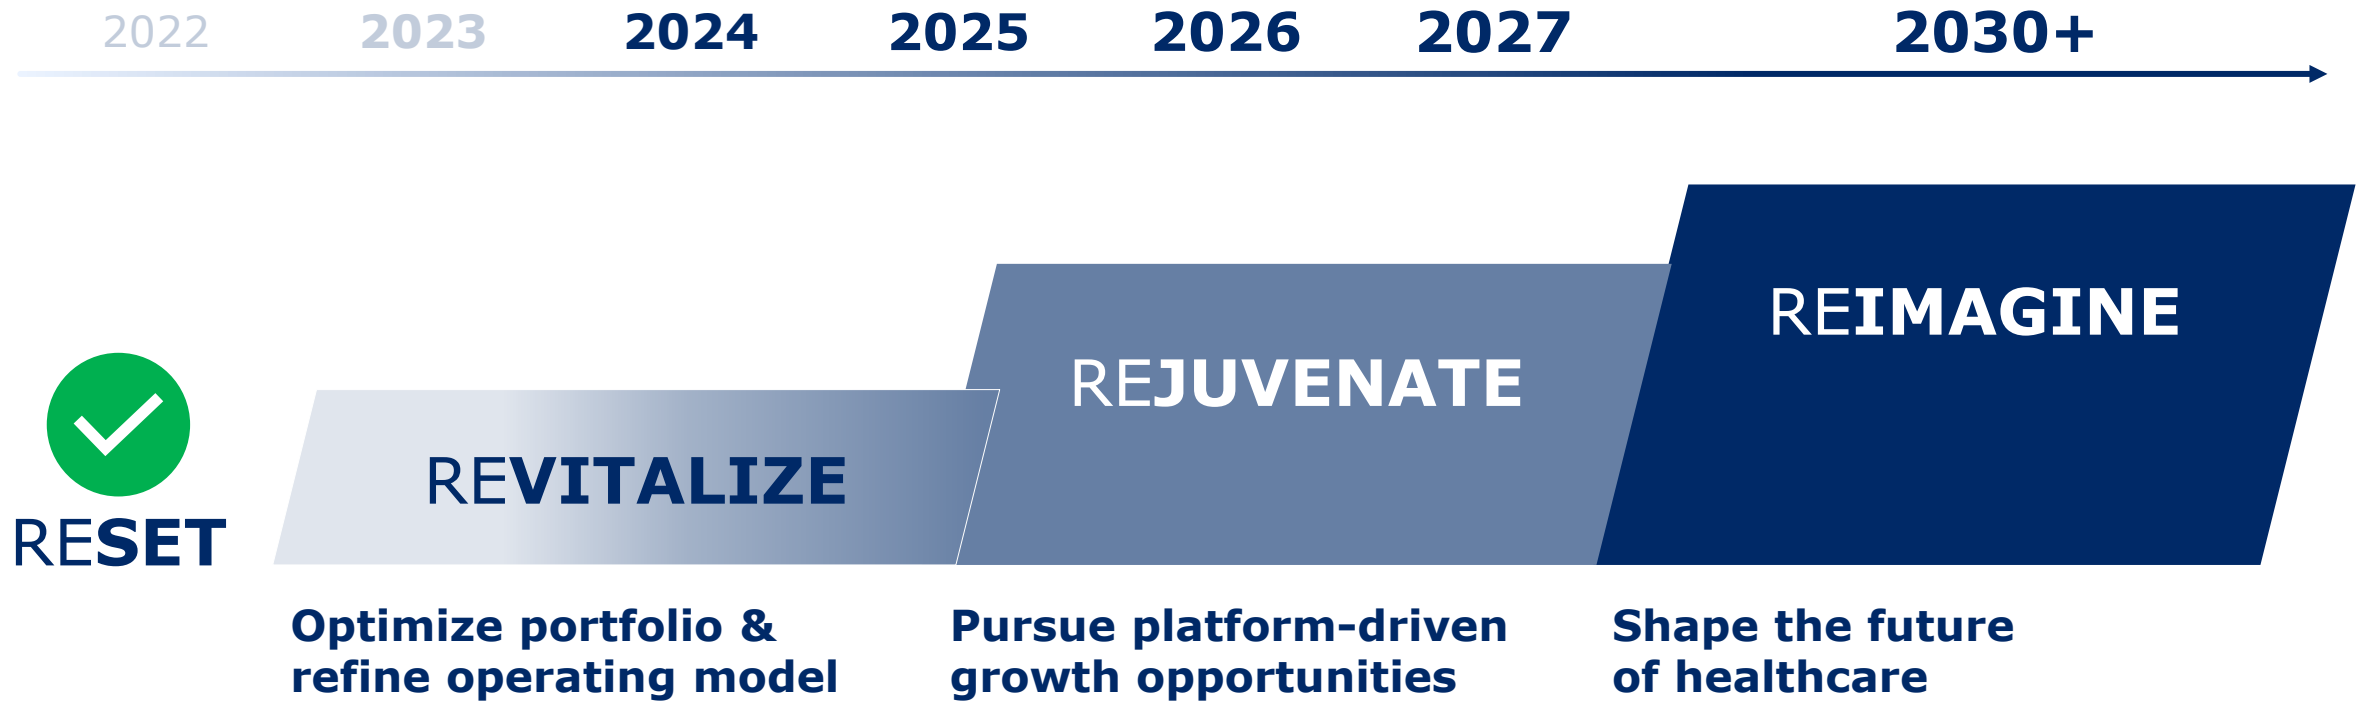 2022 2023 2024 2025 2026 2027 2030+
REIMAGINE
REJUVENATE
REVITALIZE
RESET
Optimize portfolio &
refine operating model
Pursue platform-driven
growth opportunities
Shape the future
of healthcare